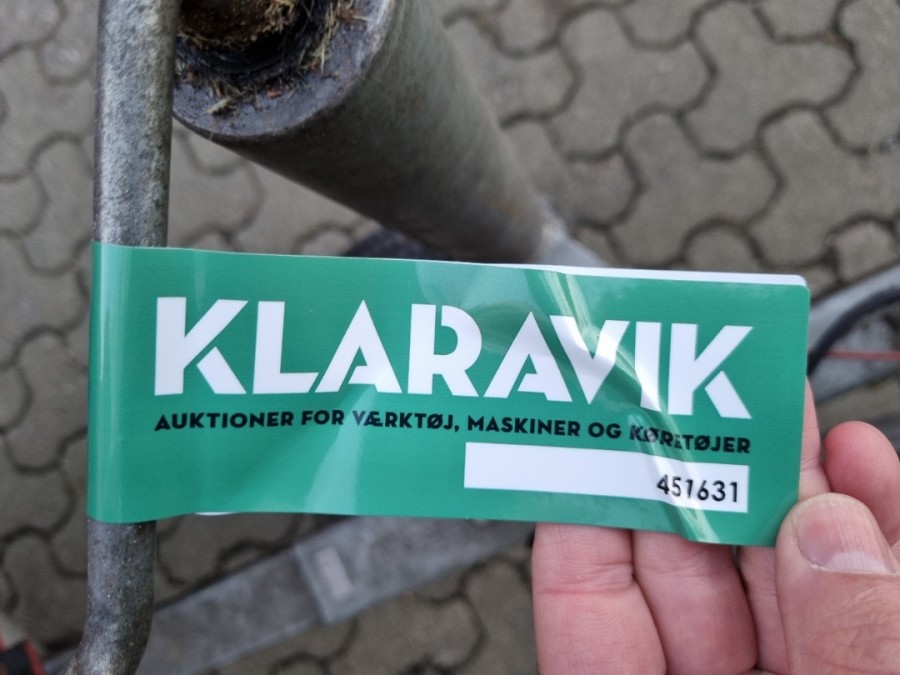 KLARAVIK
AUKTIONER FOR VÆRKTØJ, MASKINER OG KØRETØJER
451631